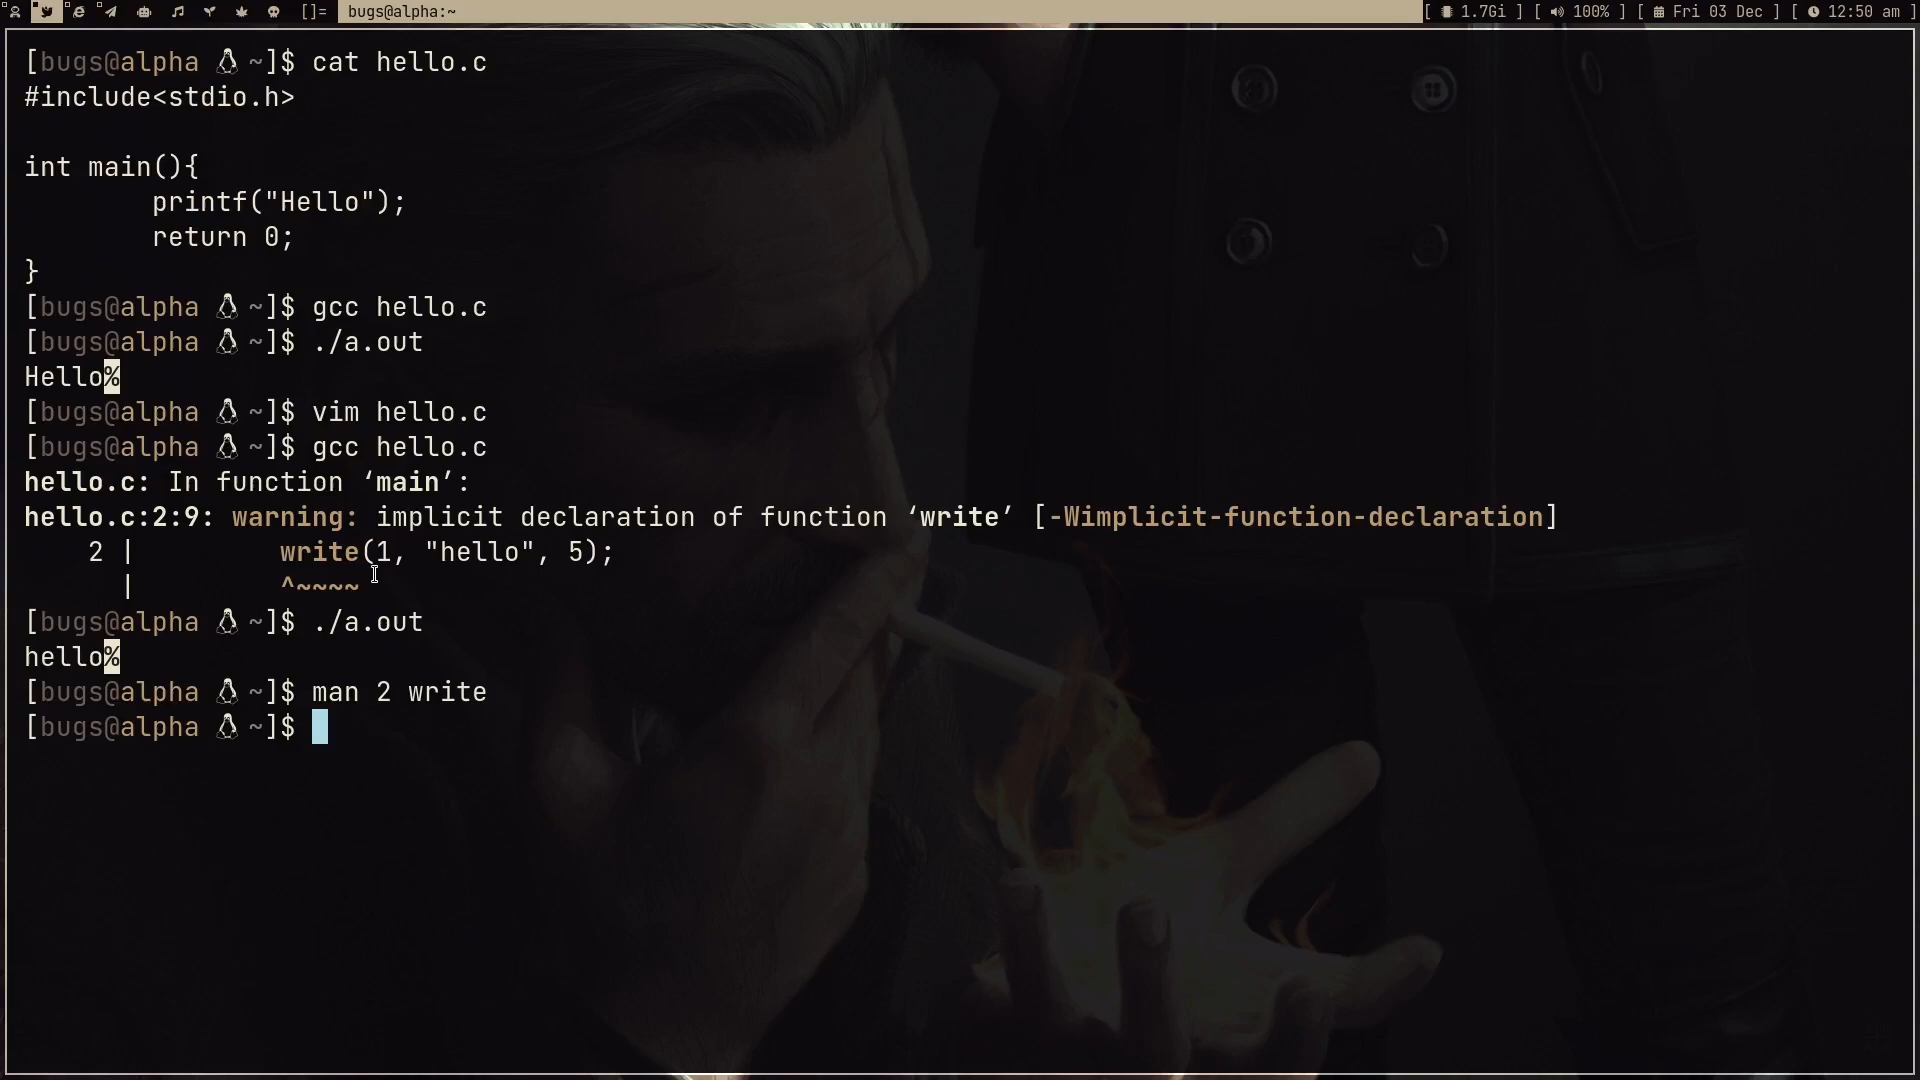 []= bugs@alpha:~ [ 1.7Gi ] [ 100% ] [ Fri 03 Dec ] [ 12:50 am ]
[bugs@alpha ~]$ cat hello.c
#include<stdio.h>
int main(){
        printf("Hello");
        return 0;
}
[bugs@alpha ~]$ gcc hello.c
[bugs@alpha ~]$ ./a.out
Hello%
[bugs@alpha ~]$ vim hello.c
[bugs@alpha ~]$ gcc hello.c
hello.c: In function ‘main’:
hello.c:2:9: warning: implicit declaration of function ‘write’ [-Wimplicit-function-declaration]
    2 |         write(1, "hello", 5);
      |         ^~~~~
[bugs@alpha ~]$ ./a.out
hello%
[bugs@alpha ~]$ man 2 write
[bugs@alpha ~]$